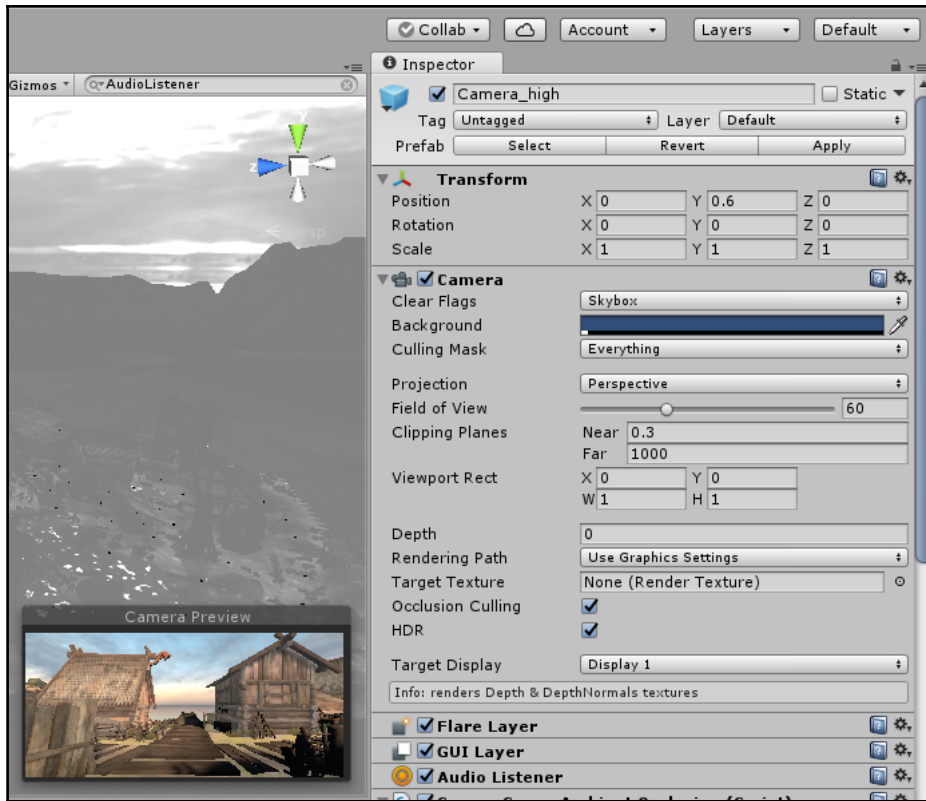 Collab Account Layers Default
Inspector
Gizmos AudioListener
Camera_high Static
Tag Untagged Layer Default
Prefab Select Revert Apply
y
z
Persp
Transform
Position X 0 Y 0.6 Z 0
Rotation X 0 Y 0 Z 0
Scale X 1 Y 1 Z 1
Camera
Clear Flags Skybox
Background
Culling Mask Everything
Projection Perspective
Field of View 60
Clipping Planes Near 0.3
Far 1000
Viewport Rect X 0 Y 0
W 1 H 1
Depth 0
Rendering Path Use Graphics Settings
Target Texture None (Render Texture)
Occlusion Culling
HDR
Target Display Display 1
Info: renders Depth & DepthNormals textures
Camera Preview
Flare Layer
GUI Layer
Audio Listener